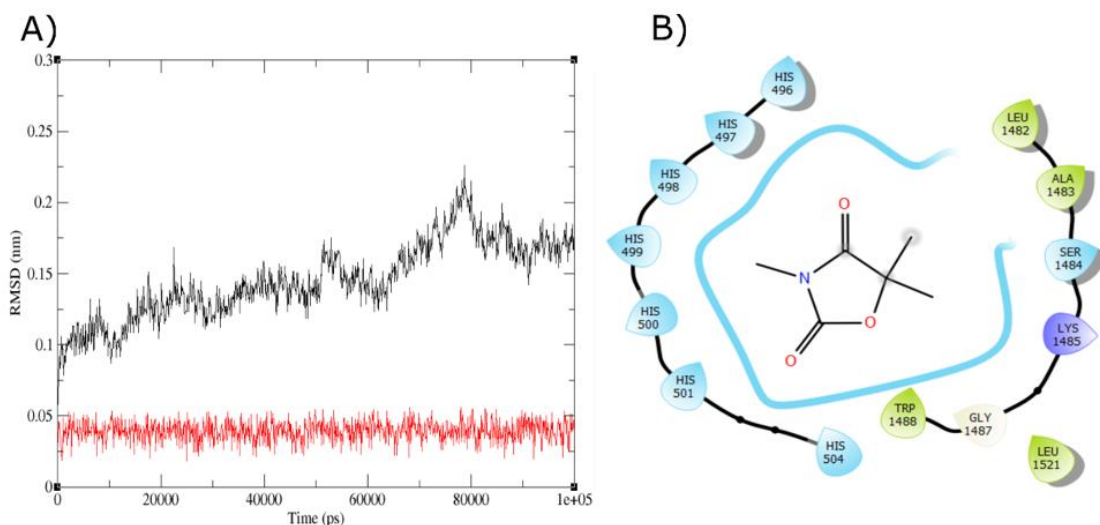 A)
B)
0.3
0.25
0.2
0.15
0.1
0.05
0
RMSD (nm)
0
20000
40000
60000
80000
1e+05
Time (ps)
HIS
496
HIS
497
HIS
498
HIS
499
HIS
500
HIS
501
HIS
504
LEU
1482
ALA
1483
SER
1484
LYS
1485
GLY
1487
TRP
1488
LEU
1521
O
N
O
O